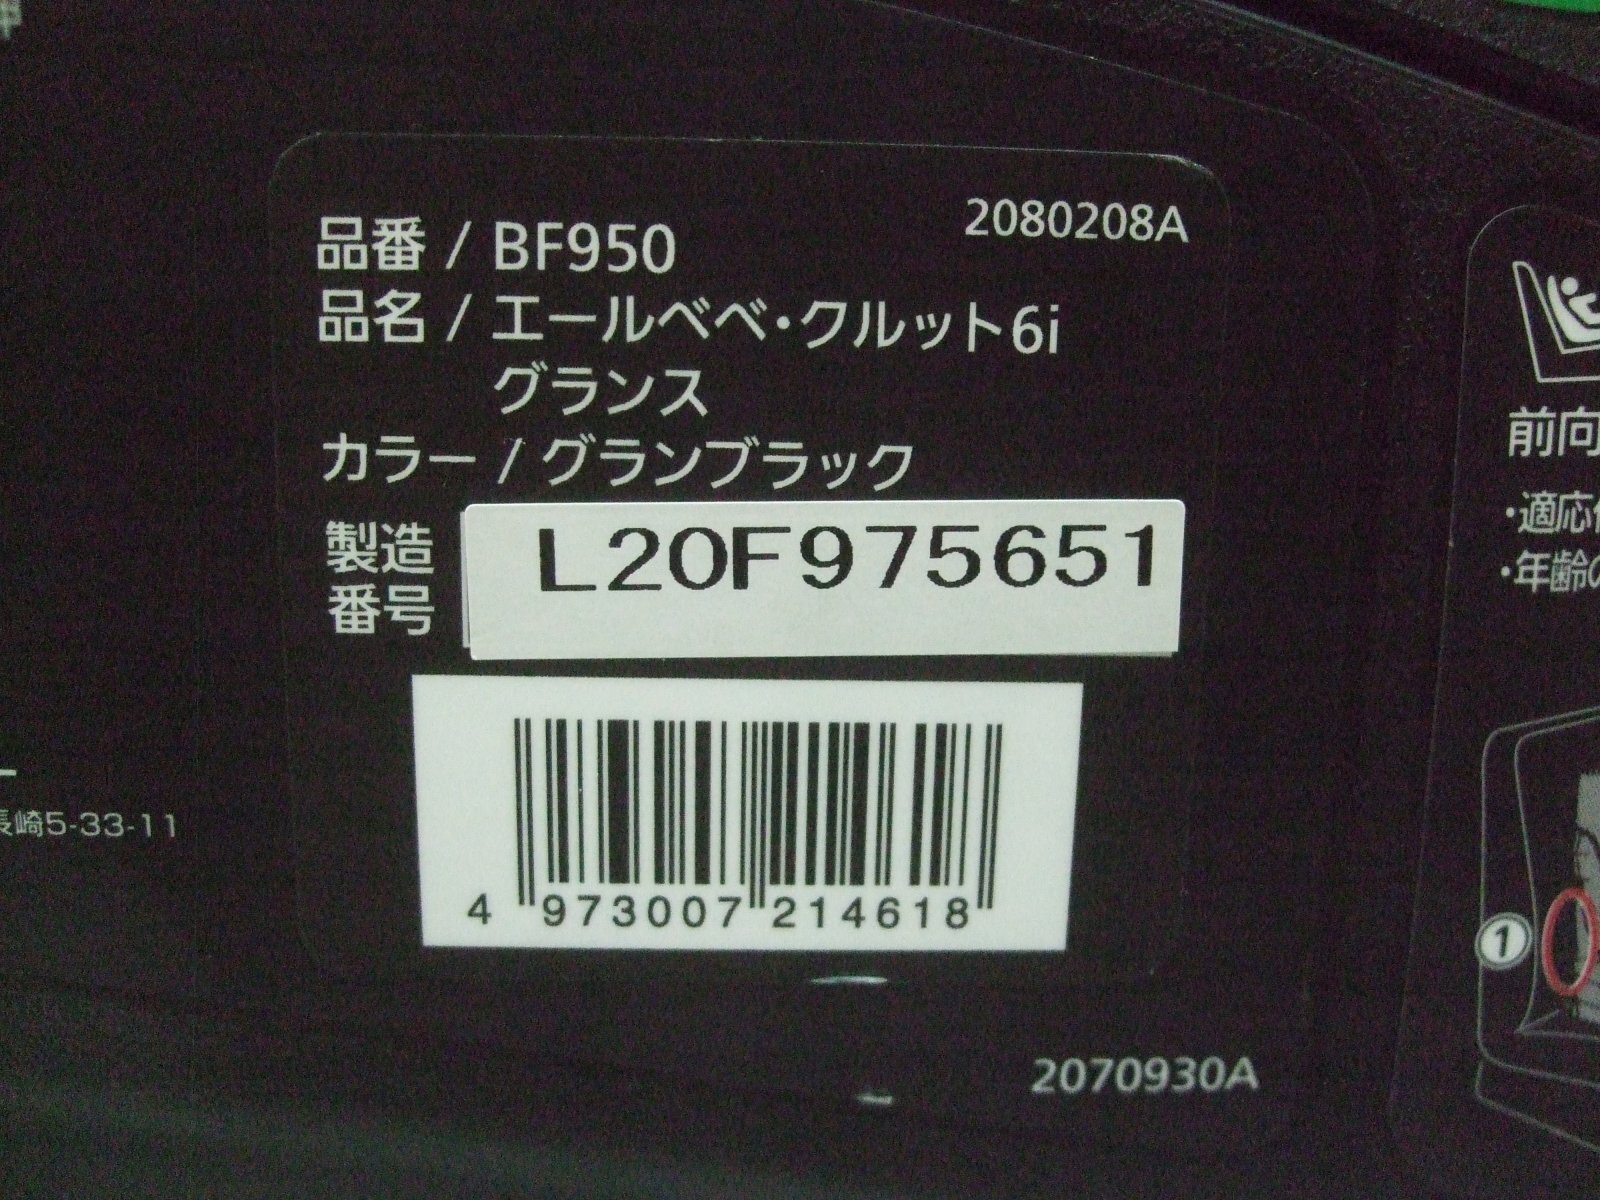 2080208A
品番 / BF950
品名 / エールベベ・クルット6i
グランス
カラー / グランブラック
製造
番号
L20F975651
4 973007 214618
2070930A
長崎5-33-11
前向
・適応
・年齢の
1